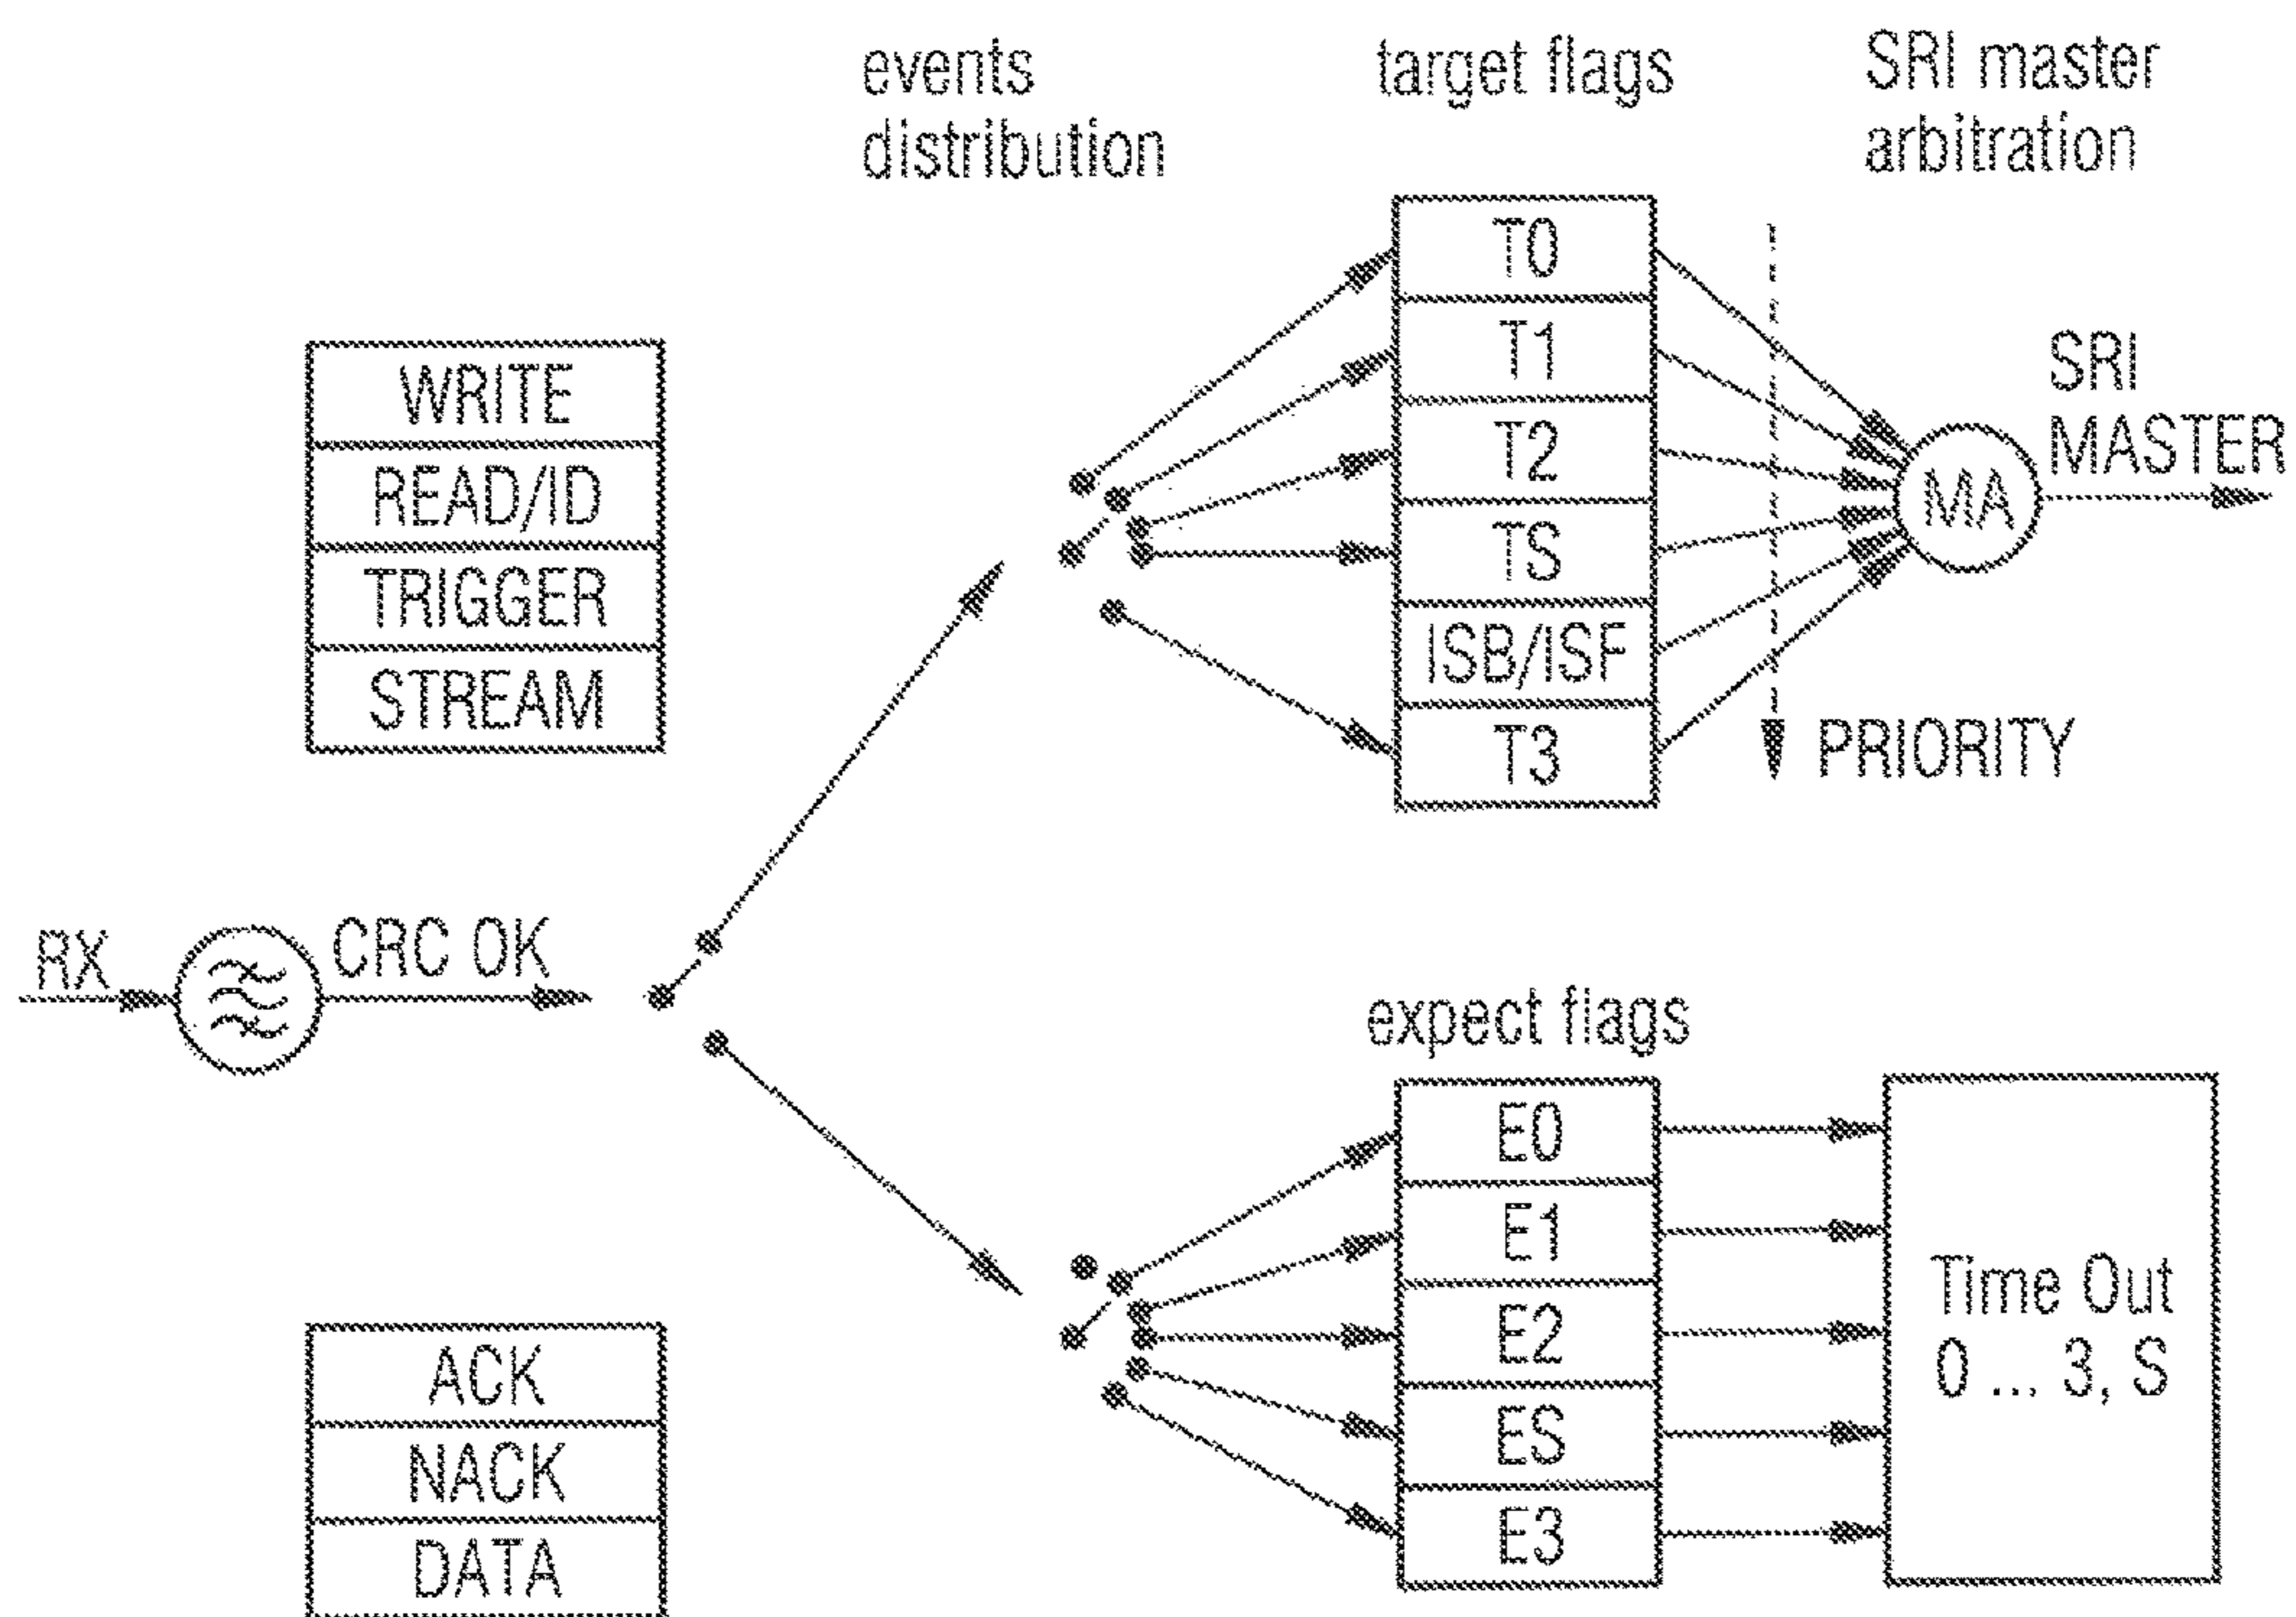 events
distribution
target flags
SRI master
arbitration
WRITE
READ/ID
TRIGGER
STREAM
T0
T1
T2
TS
ISB/ISF
T3
MA
SRI
MASTER
PRIORITY
RX
CRC OK
expect flags
E0
E1
E2
ES
E3
Time Out
0 ... 3, S
ACK
NACK
DATA